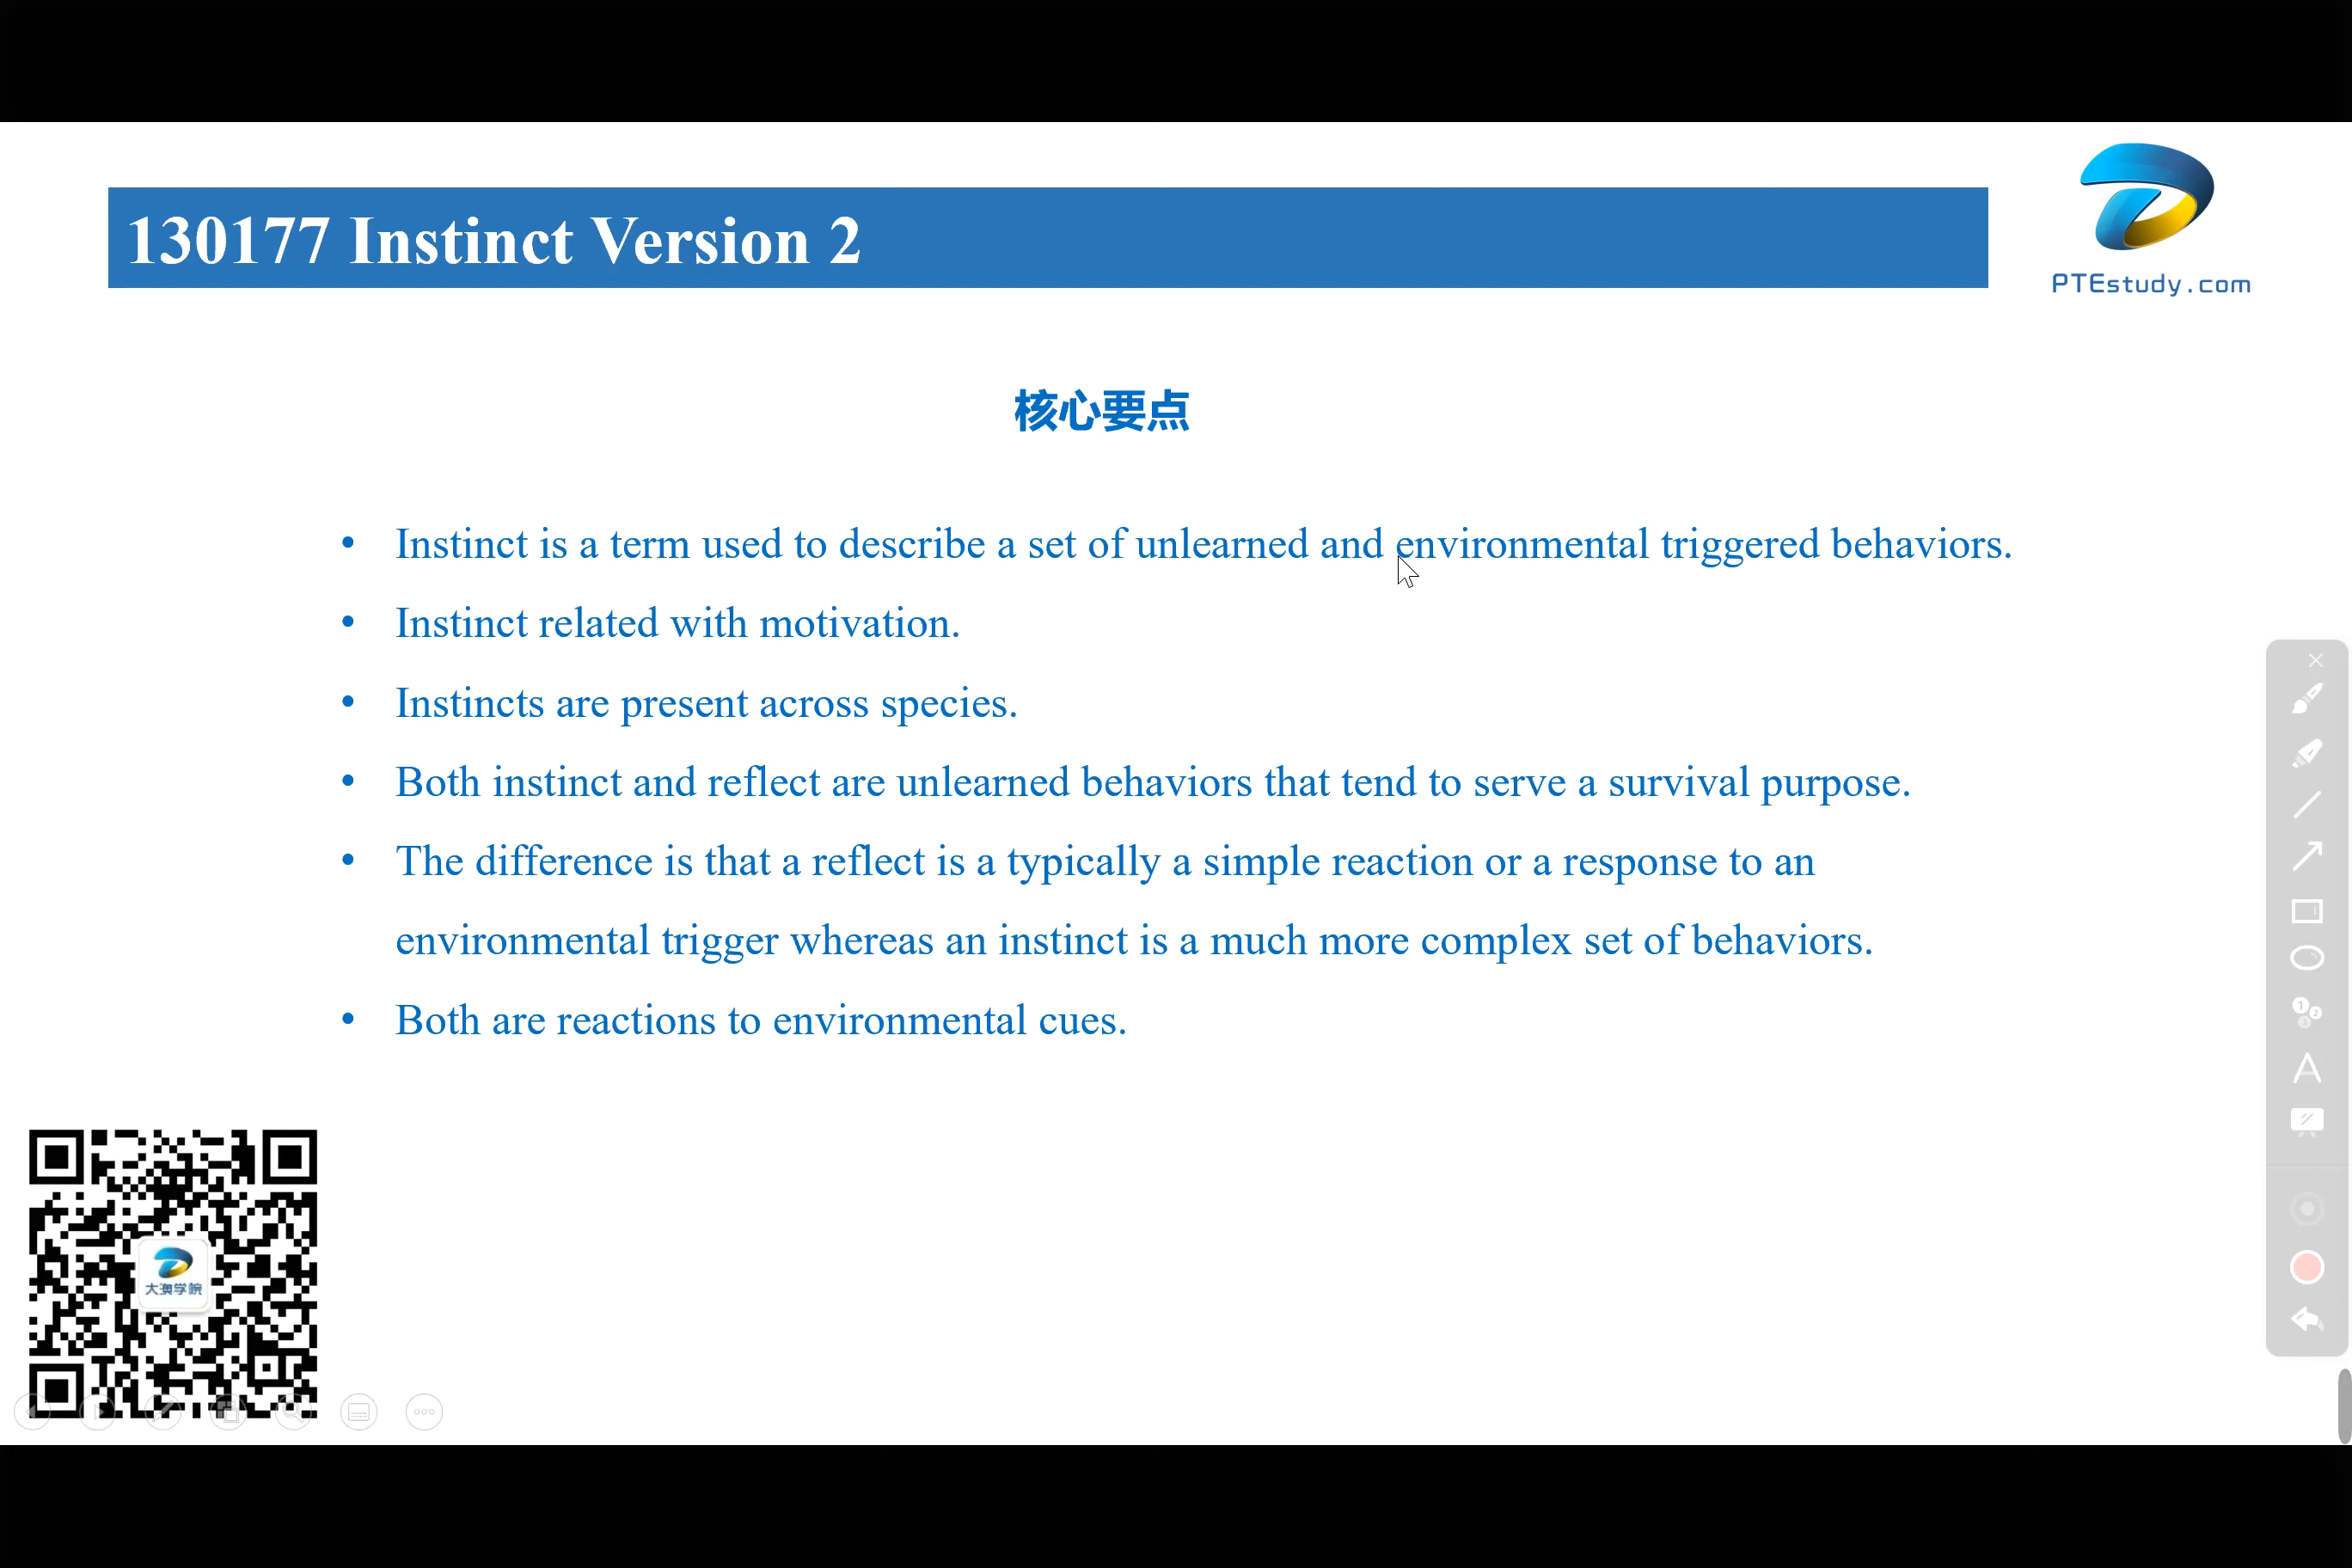 130177 Instinct Version 2
PTEstudy.com
核心要点
• Instinct is a term used to describe a set of unlearned and environmental triggered behaviors.
• Instinct related with motivation.
• Instincts are present across species.
• Both instinct and reflect are unlearned behaviors that tend to serve a survival purpose.
• The difference is that a reflect is a typically a simple reaction or a response to an
environmental trigger whereas an instinct is a much more complex set of behaviors.
• Both are reactions to environmental cues.
大澳学院